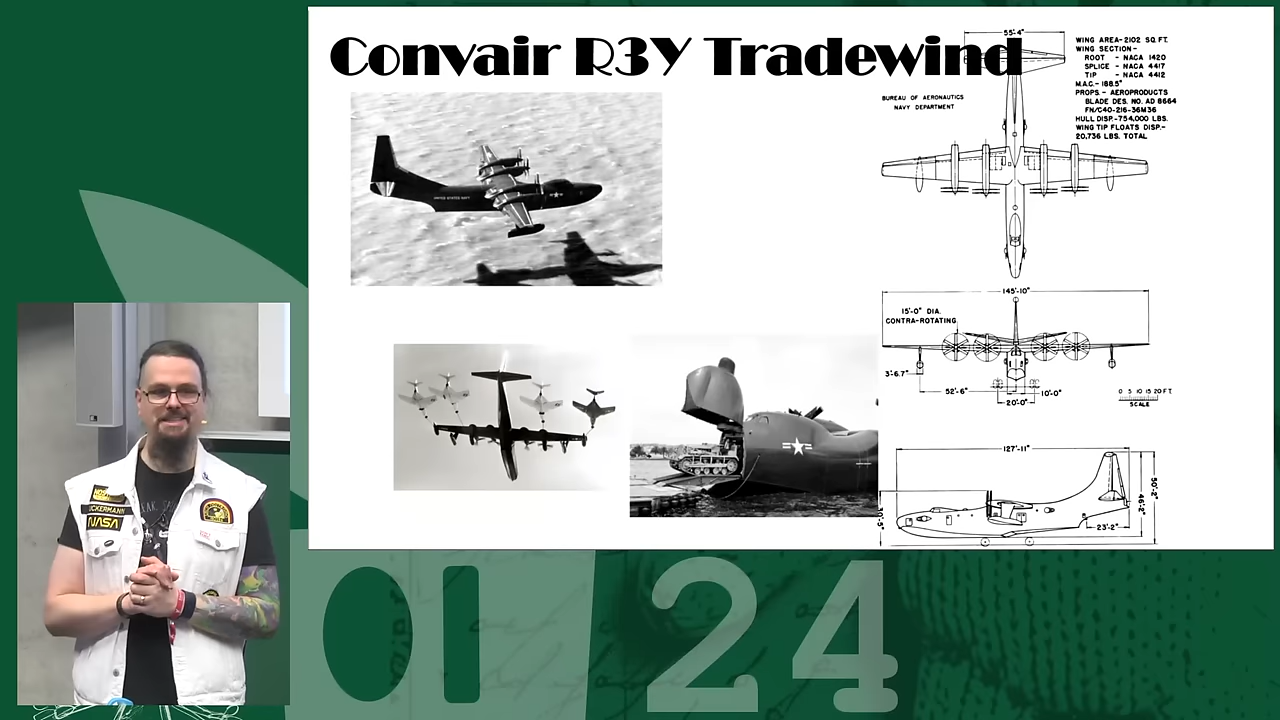 Convair R3Y Tradewind
55'-4"
WING AREA-2102 SQ. FT.
WING SECTION-
ROOT - NACA 1420
SPLICE - NACA 4417
TIP - NACA 4412
M.A.C.- 188.5"
PROPS.- AEROPRODUCTS
BLADE DES. NO. AD 8664
FN/C40-216-36M36
HULL DISP.-754,000 LBS.
WING TIP FLOATS DISP.-
20,736 LBS. TOTAL
BUREAU OF AERONAUTICS
NAVY DEPARTMENT
UNITED STATES NAVY
145'-10"
15'-0" DIA.
CONTRA-ROTATING
3'-6.7"
52'-6"
20'-0"
10'-0"
0 5 10 15 20 FT.
SCALE
127'-11"
50'-2"
46'-2"
23'-2"
NASA
24